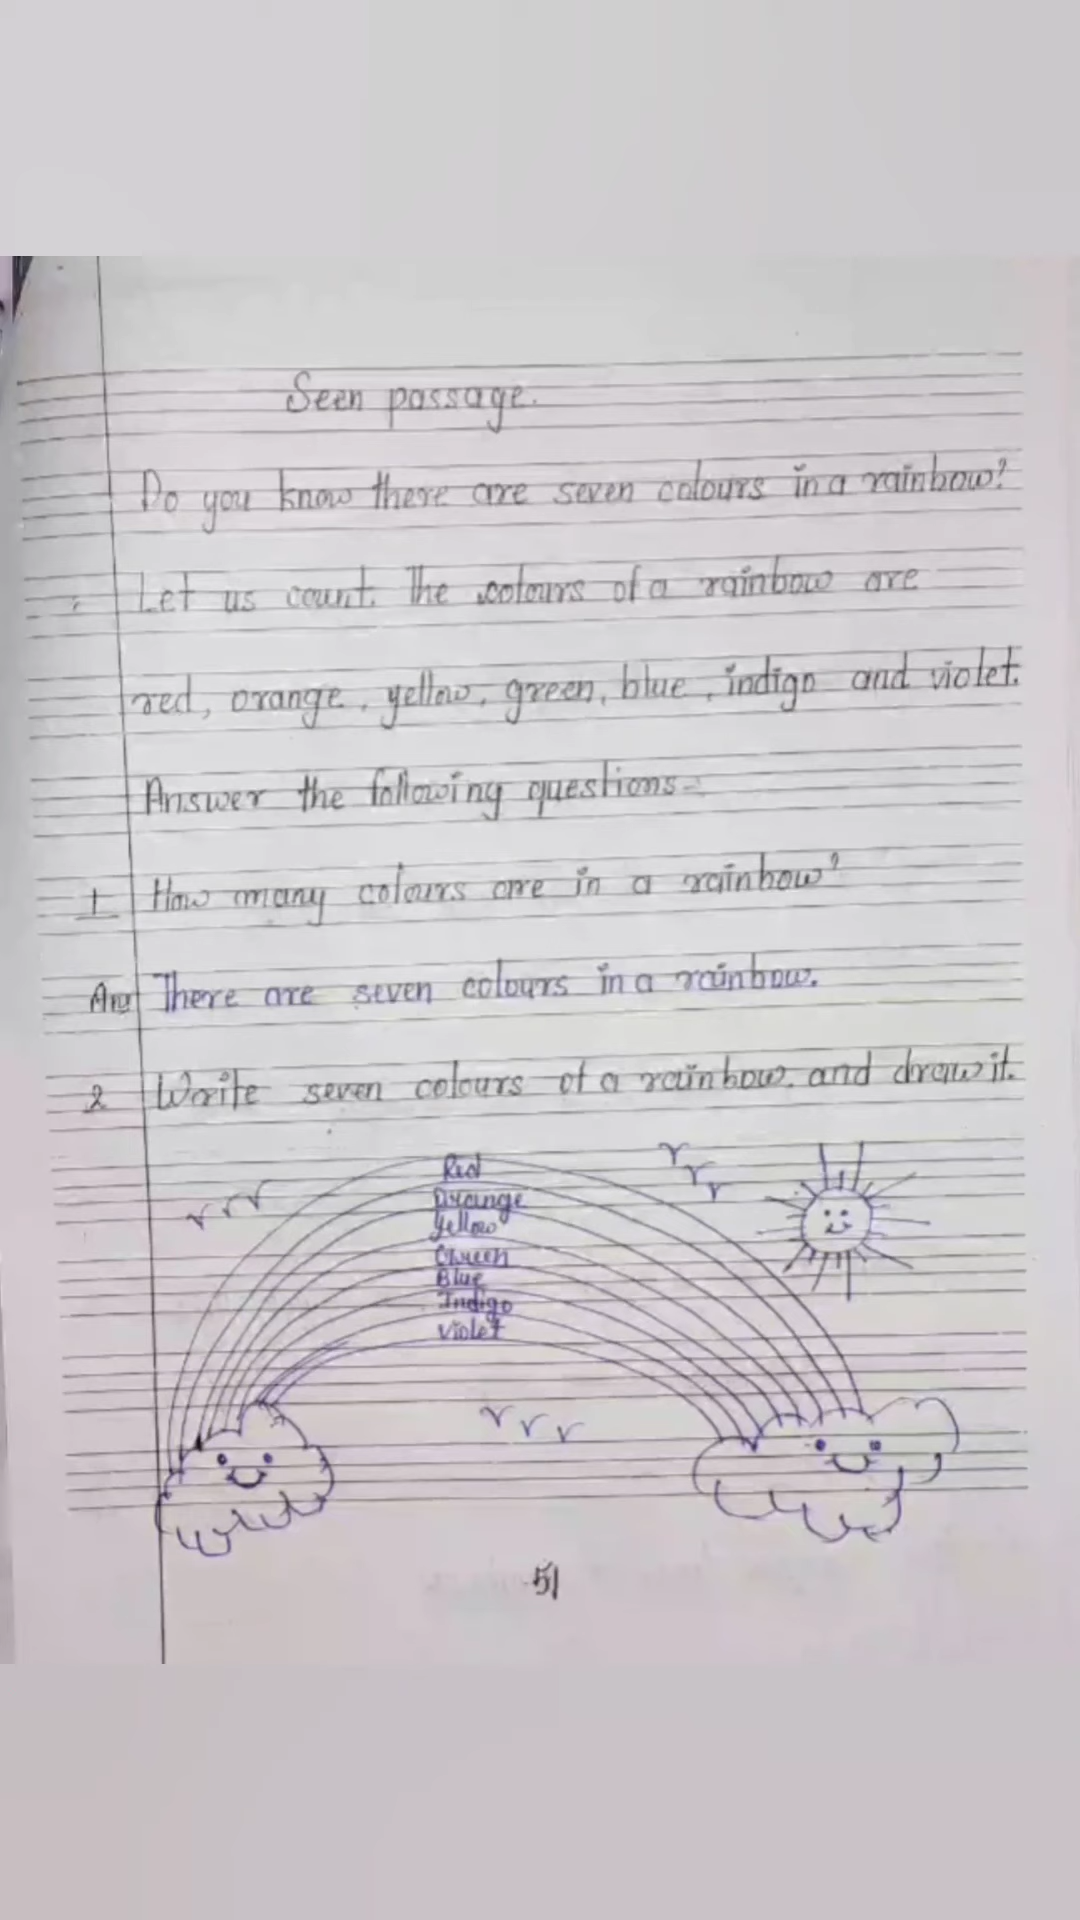 Seen passage.
Do you know there are seven colours in a rainbow?
Let us count. The colours of a rainbow are
red, orange, yellow, green, blue, indigo and violet.
Answer the following questions-
1 How many colours are in a rainbow?
Ans There are seven colours in a rainbow.
2 Write seven colours of a rainbow and draw it.
Red
Orange
Yellow
Green
Blue
Indigo
Violet
51